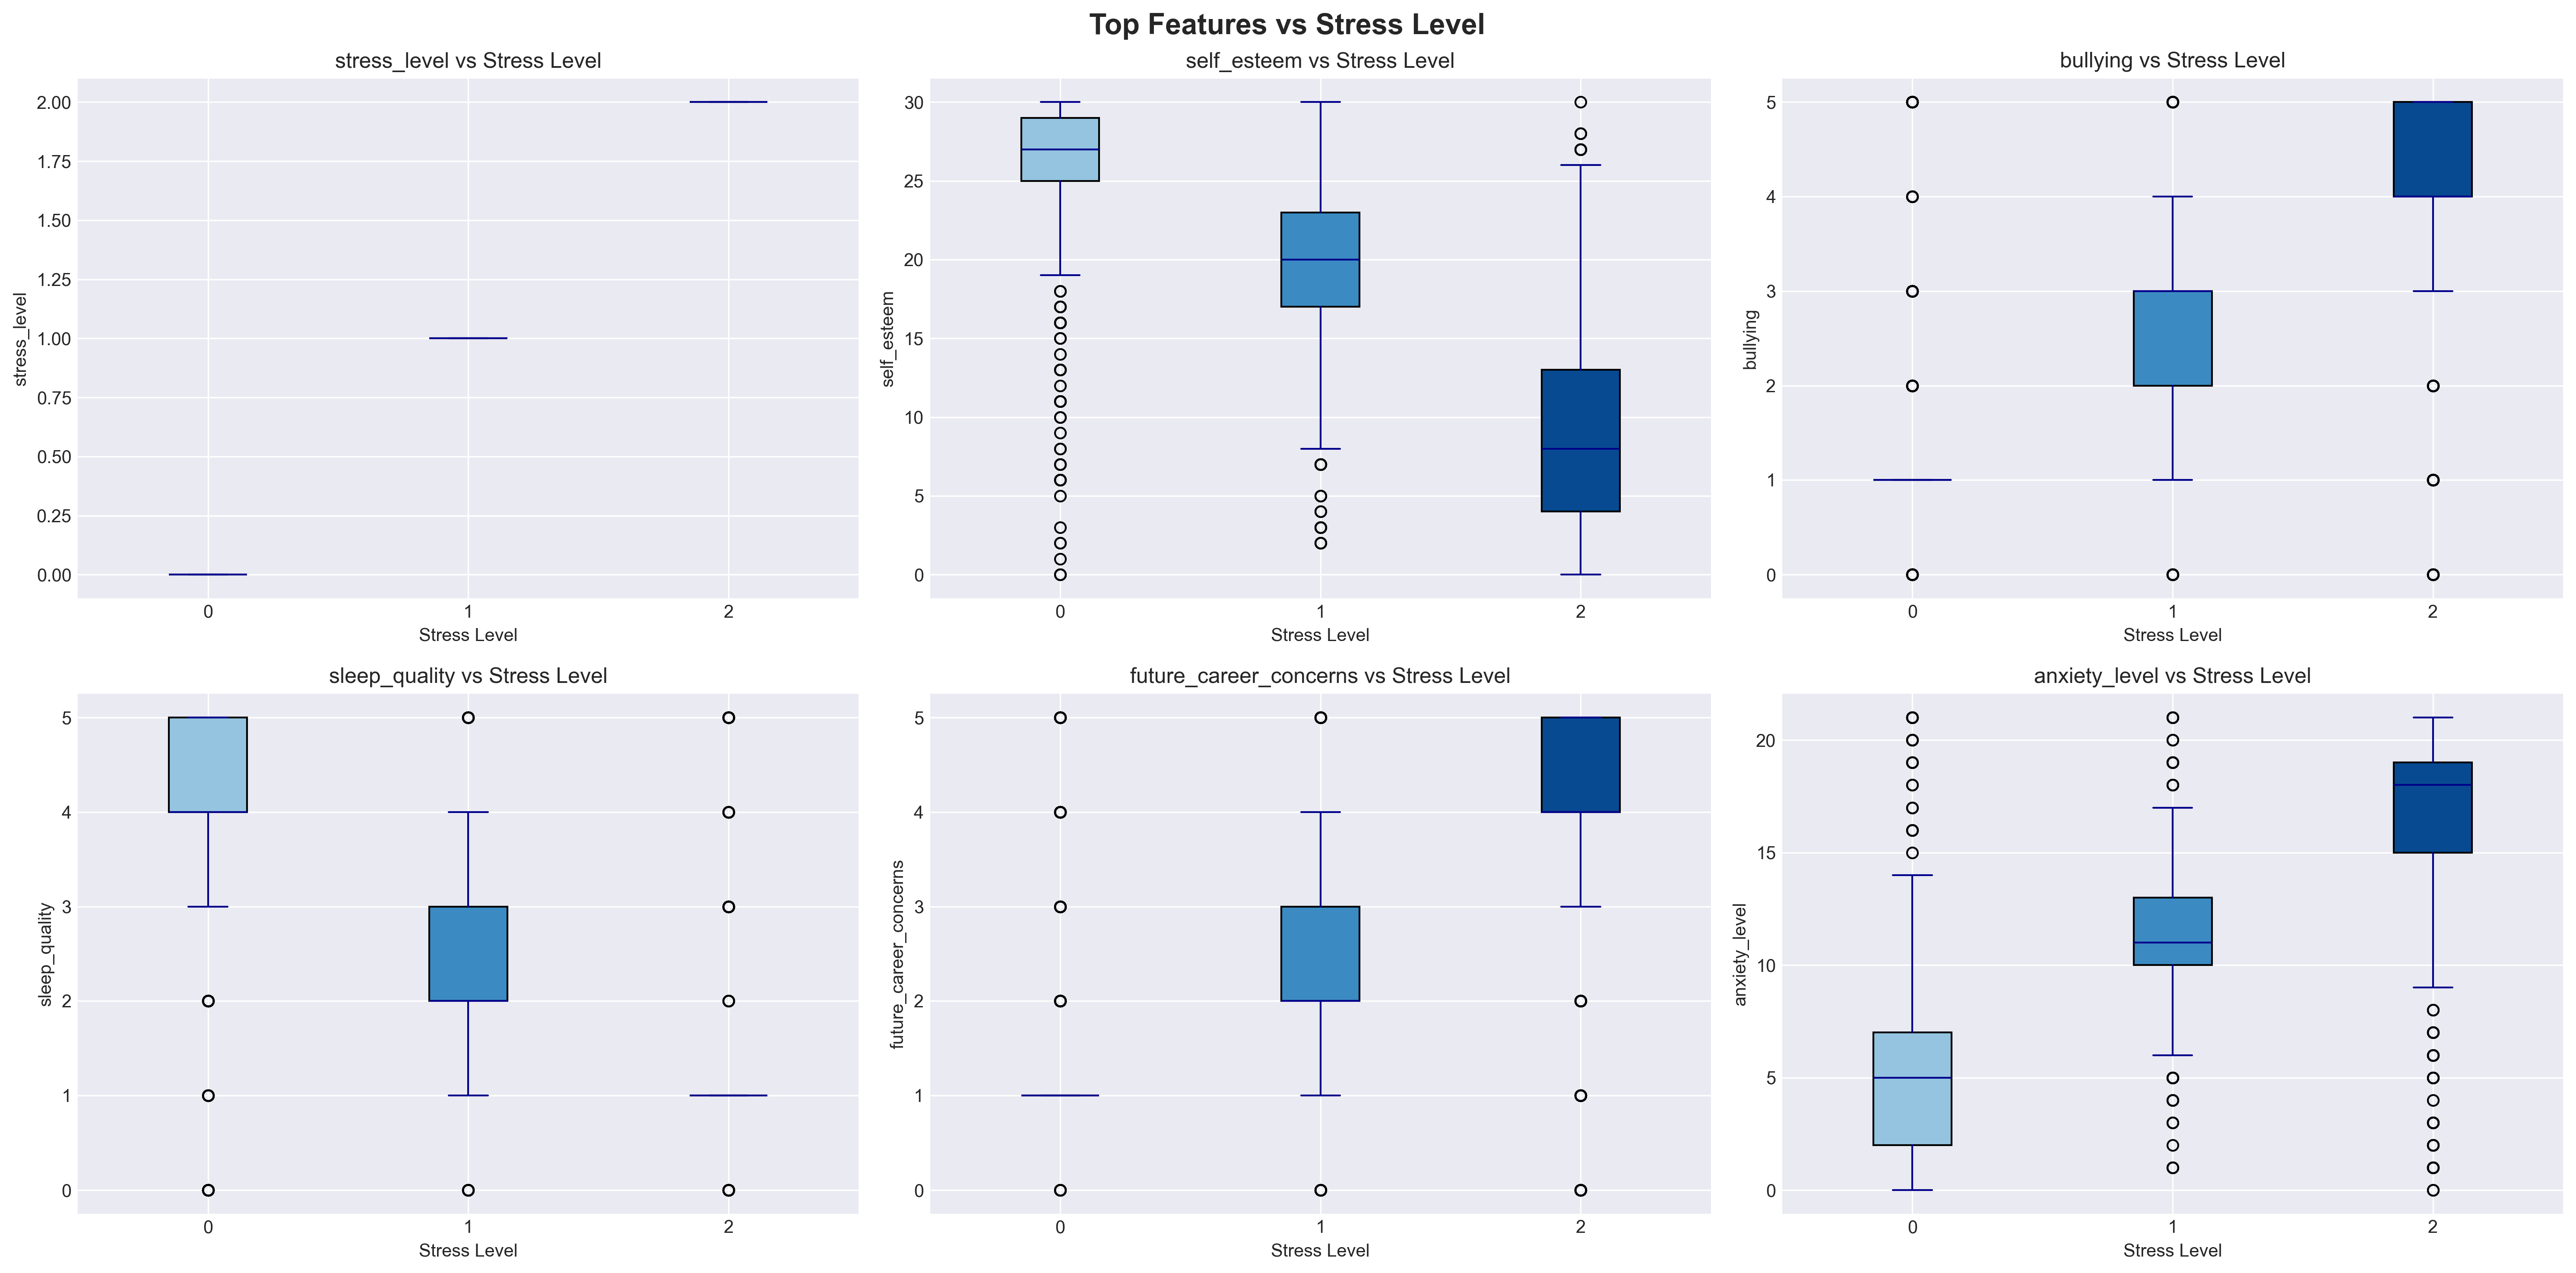 Top Features vs Stress Level
stress_level vs Stress Level
2.00
1.75
1.50
1.25
1.00
0.75
0.50
0.25
0.00
stress_level
0 1 2
Stress Level
self_esteem vs Stress Level
30
25
20
15
10
5
0
self_esteem
0 1 2
Stress Level
bullying vs Stress Level
5
4
3
2
1
0
bullying
0 1 2
Stress Level
sleep_quality vs Stress Level
5
4
3
2
1
0
sleep_quality
0 1 2
Stress Level
future_career_concerns vs Stress Level
5
4
3
2
1
0
future_career_concerns
0 1 2
Stress Level
anxiety_level vs Stress Level
20
15
10
5
0
anxiety_level
0 1 2
Stress Level